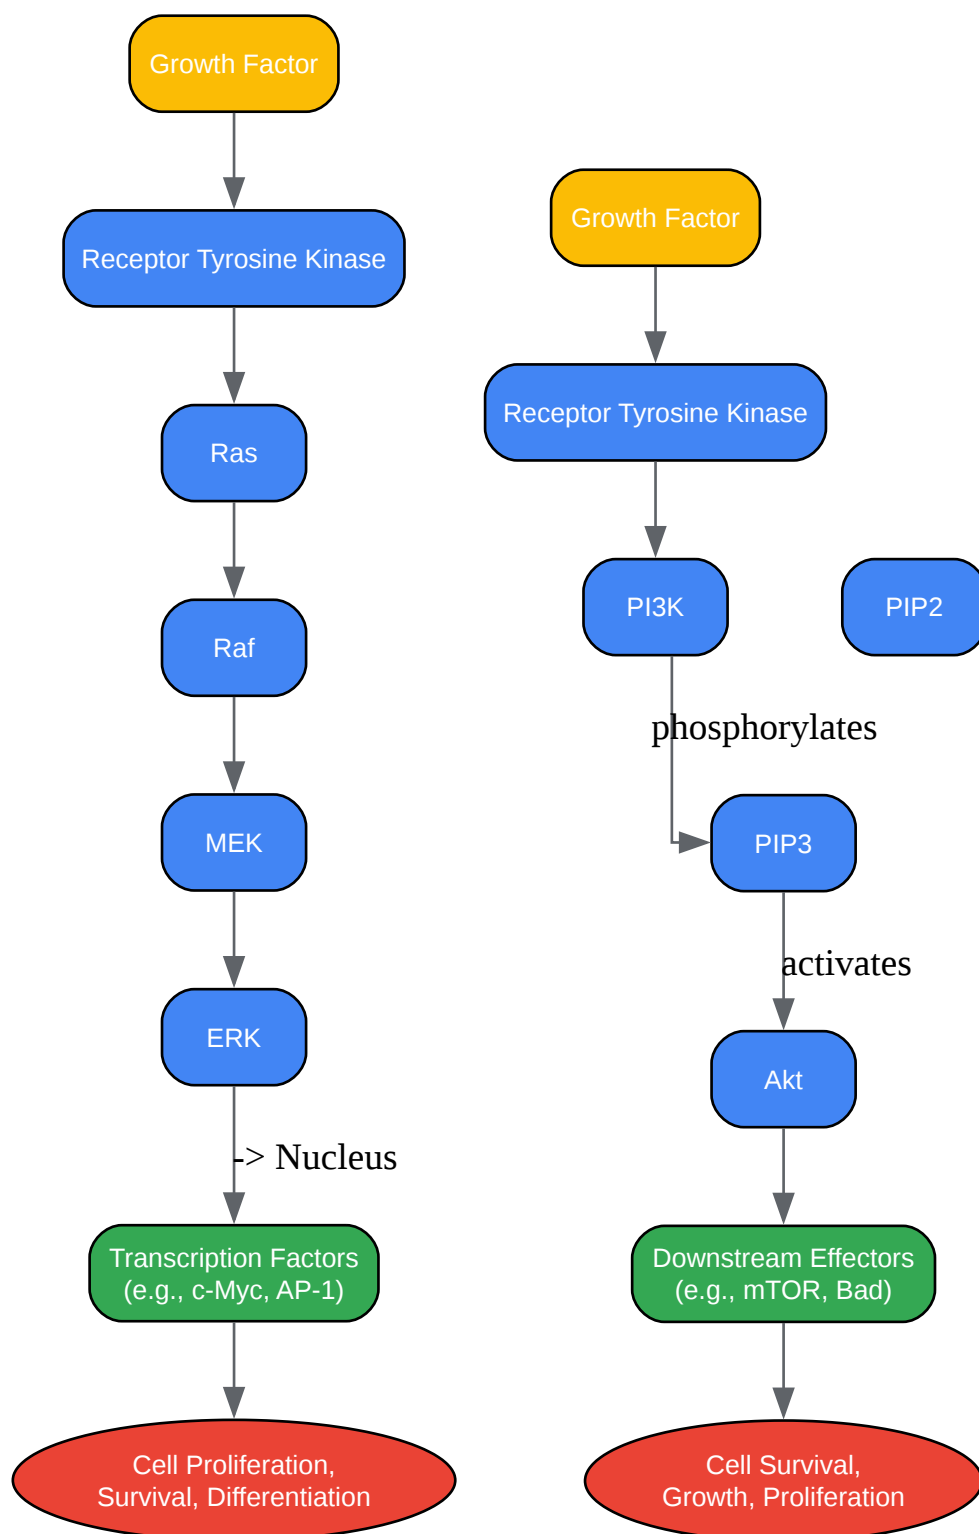 Growth Factor
Receptor Tyrosine Kinase
Ras
Raf
MEK
ERK
-> Nucleus
Transcription Factors
(e.g., c-Myc, AP-1)
Cell Proliferation,
Survival, Differentiation
Growth Factor
Receptor Tyrosine Kinase
PI3K
PIP2
phosphorylates
PIP3
activates
Akt
Downstream Effectors
(e.g., mTOR, Bad)
Cell Survival,
Growth, Proliferation